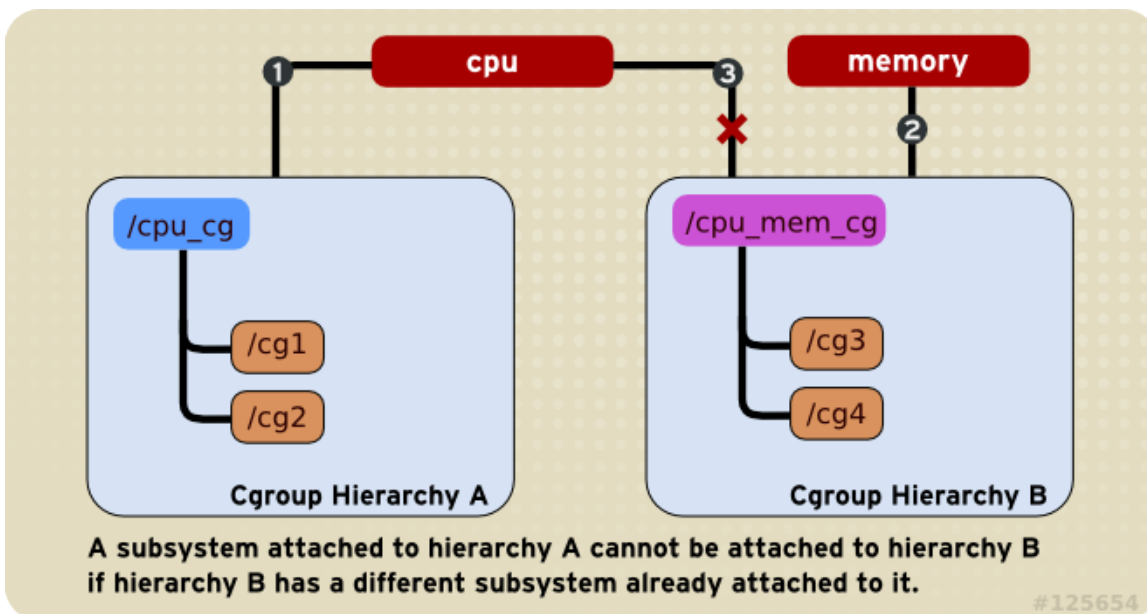 cpu
memory
1
3
2
/cpu_cg
/cpu_mem_cg
/cg1
/cg3
/cg2
/cg4
Cgroup Hierarchy A
Cgroup Hierarchy B
A subsystem attached to hierarchy A cannot be attached to hierarchy B
if hierarchy B has a different subsystem already attached to it.
#125654